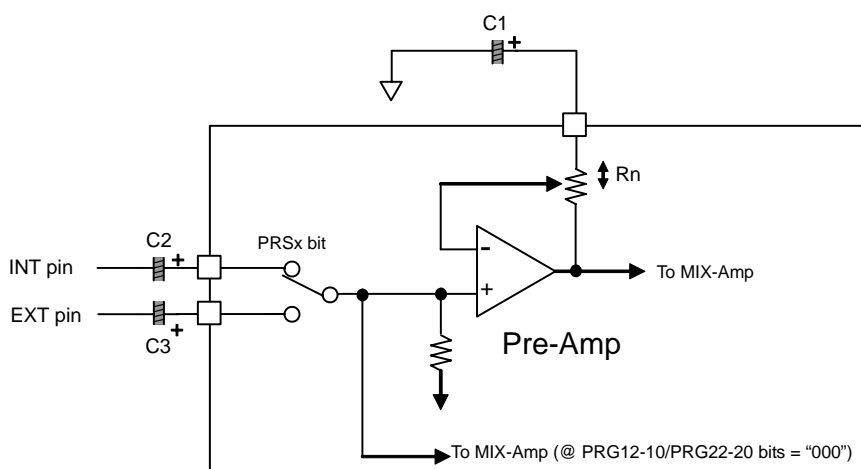 C1
+
Rn
C2
PRSx bit
INT pin
+
-
To MIX-Amp
+
EXT pin
+
C3
Pre-Amp
To MIX-Amp (@ PRG12-10/PRG22-20 bits = “000”)